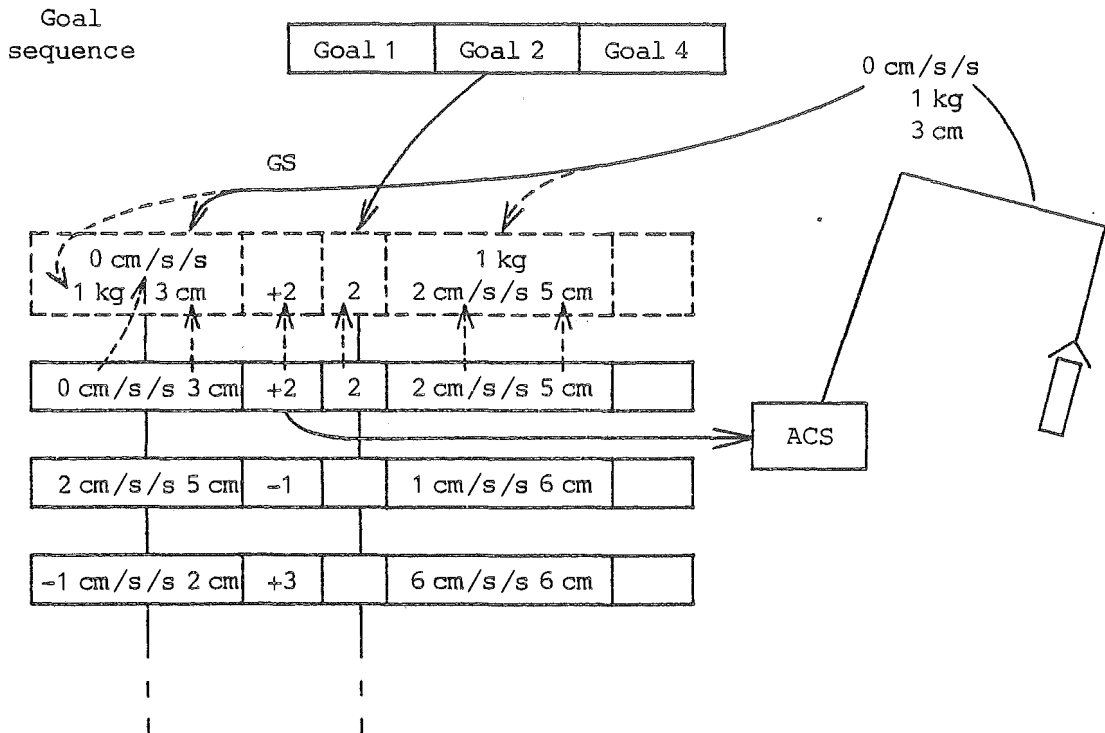 Goal
sequence
Goal 1 Goal 2 Goal 4
0 cm/s/s
1 kg
3 cm
GS
0 cm/s/s
1 kg 3 cm +2 2
1 kg
2 cm/s/s 5 cm
0 cm/s/s 3 cm +2 2 2 cm/s/s 5 cm
ACS
2 cm/s/s 5 cm -1 1 cm/s/s 6 cm
-1 cm/s/s 2 cm +3 6 cm/s/s 6 cm